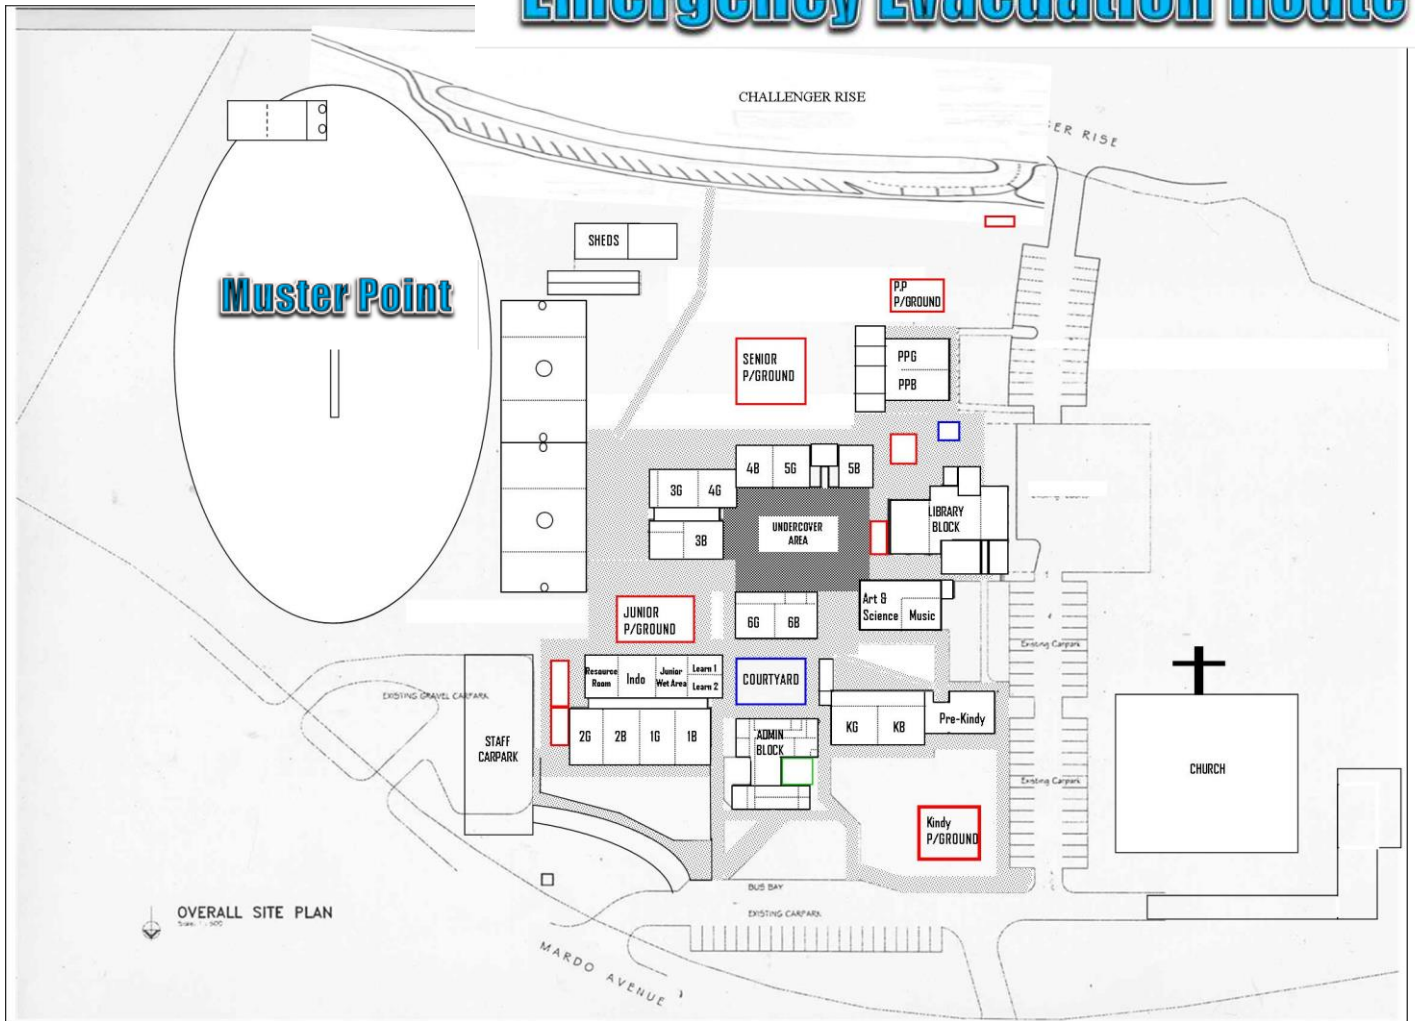 Emergency Evacuation Route
CHALLENGER RISE
ER RISE
SHEDS
Muster Point
P.P
P/GROUND
SENIOR
P/GROUND
PPG
PPB
4B
5G
5B
3G
4G
3B
UNDERCOVER
AREA
LIBRARY
BLOCK
JUNIOR
P/GROUND
6G
6B
Art &
Science
Music
Existing Carpark
Resource
Room
Indo
Junior
Wet Area
Learn 1
Learn 2
COURTYARD
EXISTING GRAVEL CARPARK
STAFF
CARPARK
2G
2B
1G
1B
ADMIN
BLOCK
KG
KB
Pre-Kindy
CHURCH
Existing Carpark
Kindy
P/GROUND
BUS BAY
EXISTING CARPARK
OVERALL SITE PLAN
MARDO AVENUE